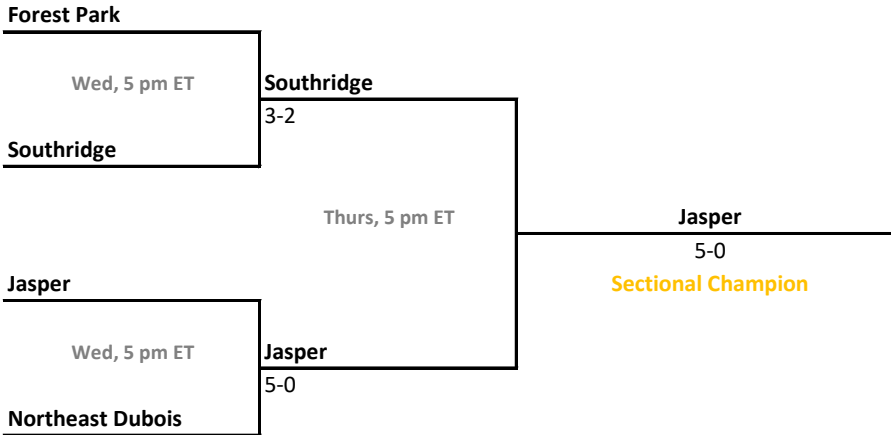 Forest Park
Wed, 5 pm ET
Southridge
3-2
Southridge
Thurs, 5 pm ET
Jasper
5-0
Sectional Champion
Jasper
Wed, 5 pm ET
Jasper
5-0
Northeast Dubois